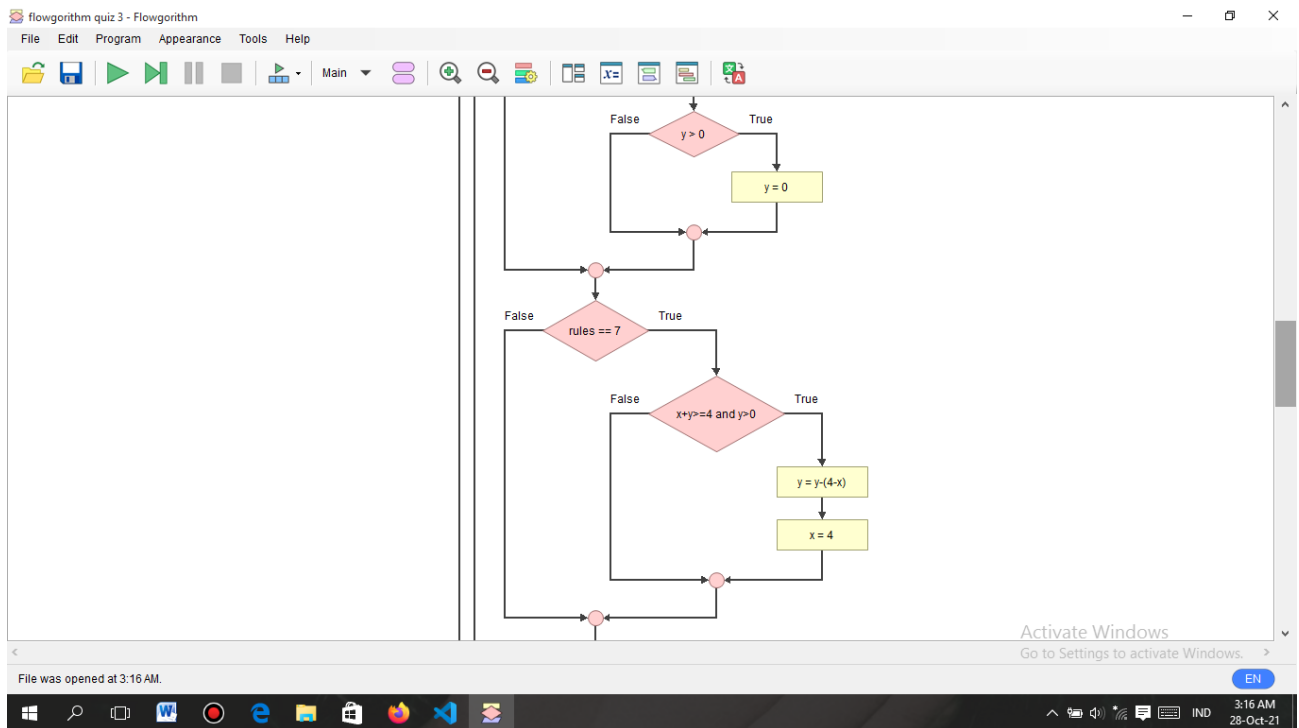 flowgorithm quiz 3 - Flowgorithm
File Edit Program Appearance Tools Help
Main
x=
False True
y > 0
y = 0
False True
rules == 7
False True
x+y>=4 and y>0
y = y-(4-x)
x = 4
Activate Windows
Go to Settings to activate Windows.
File was opened at 3:16 AM.
EN
IND
3:16 AM
28-Oct-21